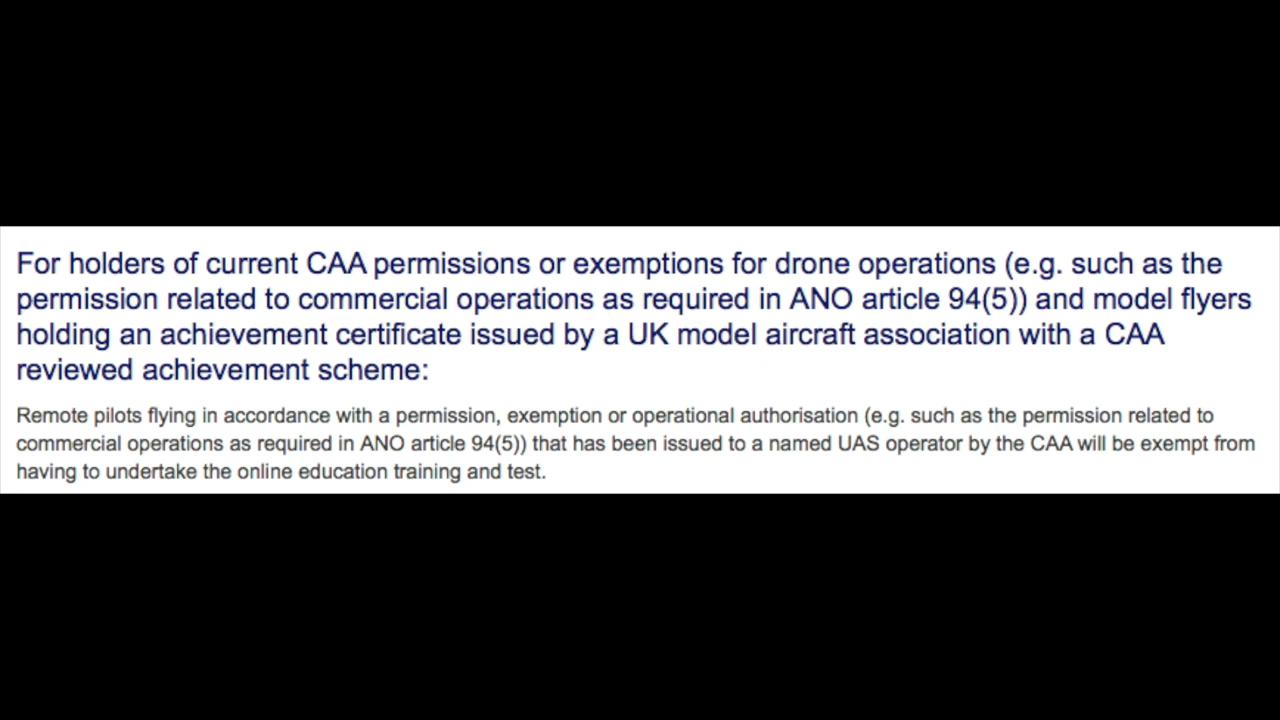 For holders of current CAA permissions or exemptions for drone operations (e.g. such as the
permission related to commercial operations as required in ANO article 94(5)) and model flyers
holding an achievement certificate issued by a UK model aircraft association with a CAA
reviewed achievement scheme:
Remote pilots flying in accordance with a permission, exemption or operational authorisation (e.g. such as the permission related to
commercial operations as required in ANO article 94(5)) that has been issued to a named UAS operator by the CAA will be exempt from
having to undertake the online education training and test.